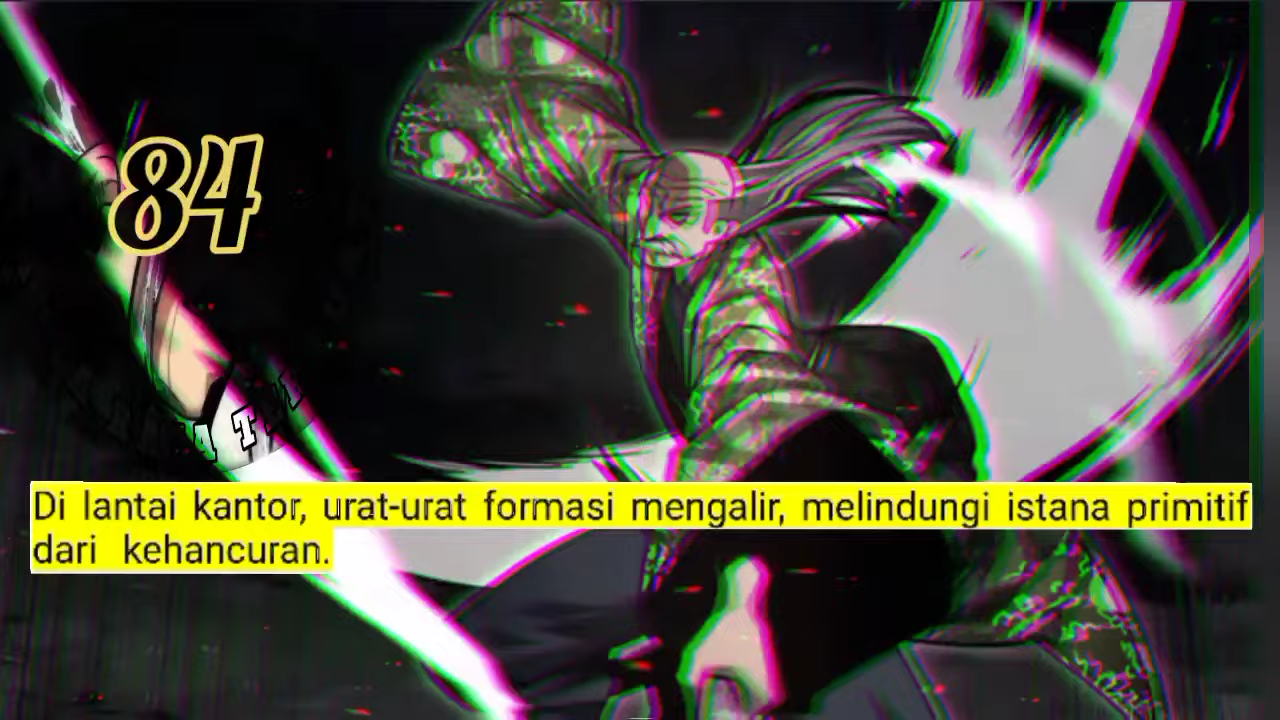 84
A T
Di lantai kantor, urat-urat formasi mengalir, melindungi istana primitif
dari kehancuran.